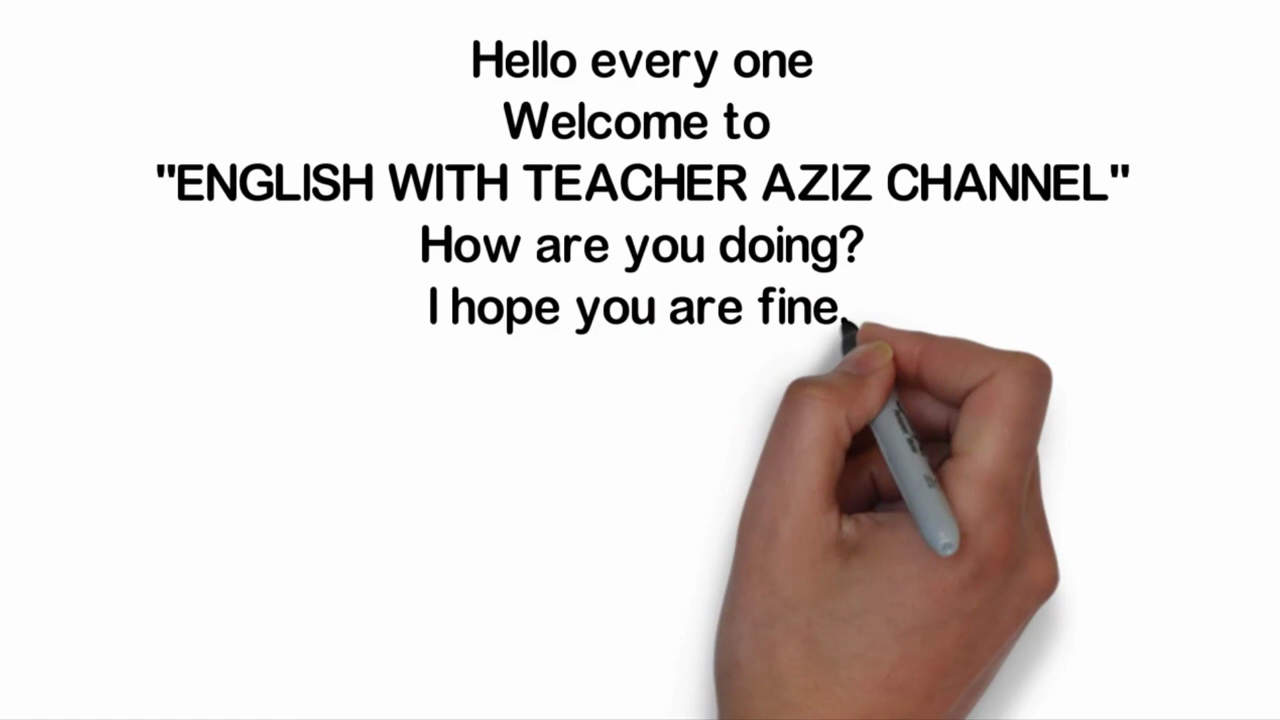 Hello every one
Welcome to
"ENGLISH WITH TEACHER AZIZ CHANNEL"
How are you doing?
I hope you are fine.